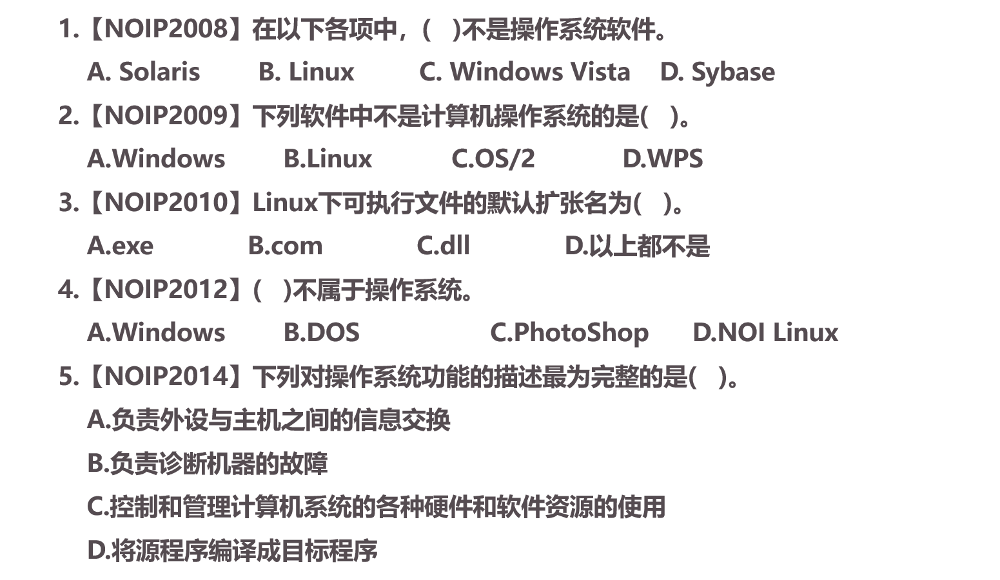 1.【NOIP2008】在以下各项中，( )不是操作系统软件。
A. Solaris B. Linux C. Windows Vista D. Sybase
2.【NOIP2009】下列软件中不是计算机操作系统的是( )。
A.Windows B.Linux C.OS/2 D.WPS
3.【NOIP2010】Linux下可执行文件的默认扩张名为( )。
A.exe B.com C.dll D.以上都不是
4.【NOIP2012】( )不属于操作系统。
A.Windows B.DOS C.PhotoShop D.NOI Linux
5.【NOIP2014】下列对操作系统功能的描述最为完整的是( )。
A.负责外设与主机之间的信息交换
B.负责诊断机器的故障
C.控制和管理计算机系统的各种硬件和软件资源的使用
D.将源程序编译成目标程序